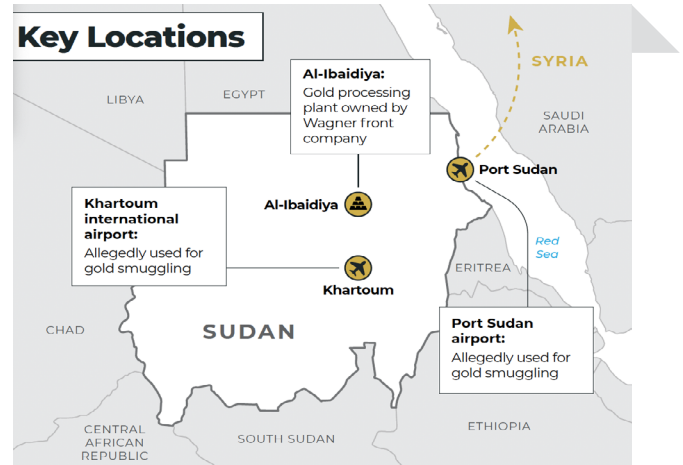 Key Locations
SYRIA
Al-Ibaidiya:
Gold processing
plant owned by
Wagner front
company
LIBYA
EGYPT
SAUDI
ARABIA
Port Sudan
Khartoum
international
airport:
Allegedly used for
gold smuggling
Al-Ibaidiya
Red
Sea
ERITREA
Khartoum
CHAD
SUDAN
Port Sudan
airport:
Allegedly used for
gold smuggling
CENTRAL
AFRICAN
REPUBLIC
SOUTH SUDAN
ETHIOPIA